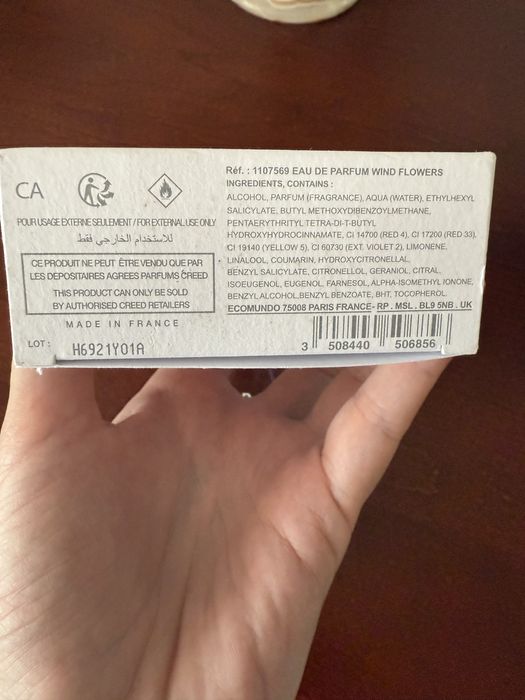 CA
POUR USAGE EXTERNE SEULEMENT / FOR EXTERNAL USE ONLY
للاستخدام الخارجي فقط
CE PRODUIT NE PEUT ÊTRE VENDU QUE PAR
LES DEPOSITAIRES AGREES PARFUMS CREED
THIS PRODUCT CAN ONLY BE SOLD
BY AUTHORISED CREED RETAILERS
MADE IN FRANCE
LOT : H6921Y01A
Réf. : 1107569 EAU DE PARFUM WIND FLOWERS
INGREDIENTS, CONTAINS :
ALCOHOL, PARFUM (FRAGRANCE), AQUA (WATER), ETHYLHEXYL
SALICYLATE, BUTYL METHOXYDIBENZOYLMETHANE,
PENTAERYTHRITYL TETRA-DI-T-BUTYL
HYDROXYHYDROCINNAMATE, CI 14700 (RED 4), CI 17200 (RED 33),
CI 19140 (YELLOW 5), CI 60730 (EXT. VIOLET 2), LIMONENE,
LINALOOL, COUMARIN, HYDROXYCITRONELLAL,
BENZYL SALICYLATE, CITRONELLOL, GERANIOL, CITRAL,
ISOEUGENOL, EUGENOL, FARNESOL, ALPHA-ISOMETHYL IONONE,
BENZYL ALCOHOL,BENZYL BENZOATE, BHT, TOCOPHEROL.
ECOMUNDO 75008 PARIS FRANCE- RP . MSL . BL9 5NB . UK
3 508440 506856